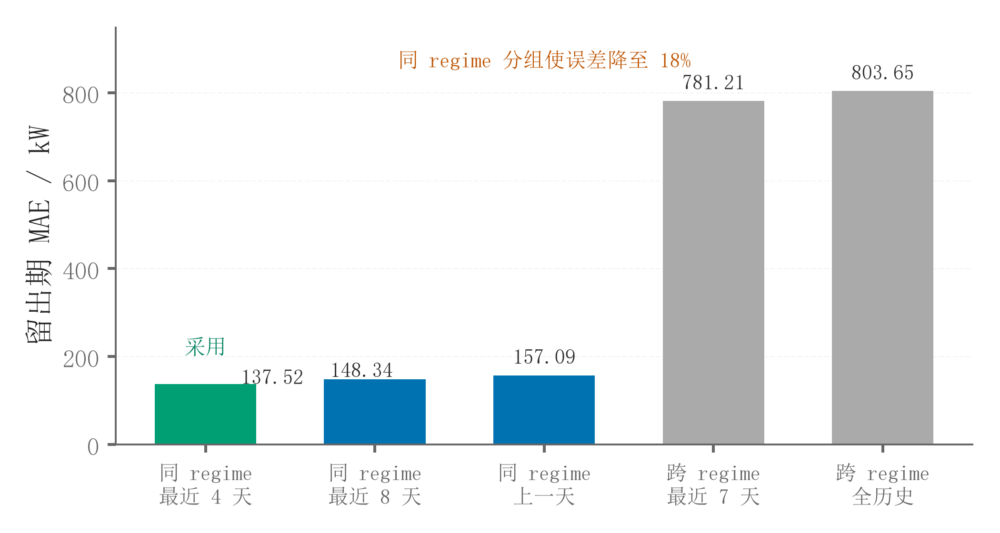 同 regime 分组使误差降至 18%
781.21
803.65
800
600
400
200
0
留出期 MAE / kW
采用
137.52
148.34
157.09
同 regime
最近 4 天
同 regime
最近 8 天
同 regime
上一天
跨 regime
最近 7 天
跨 regime
全历史